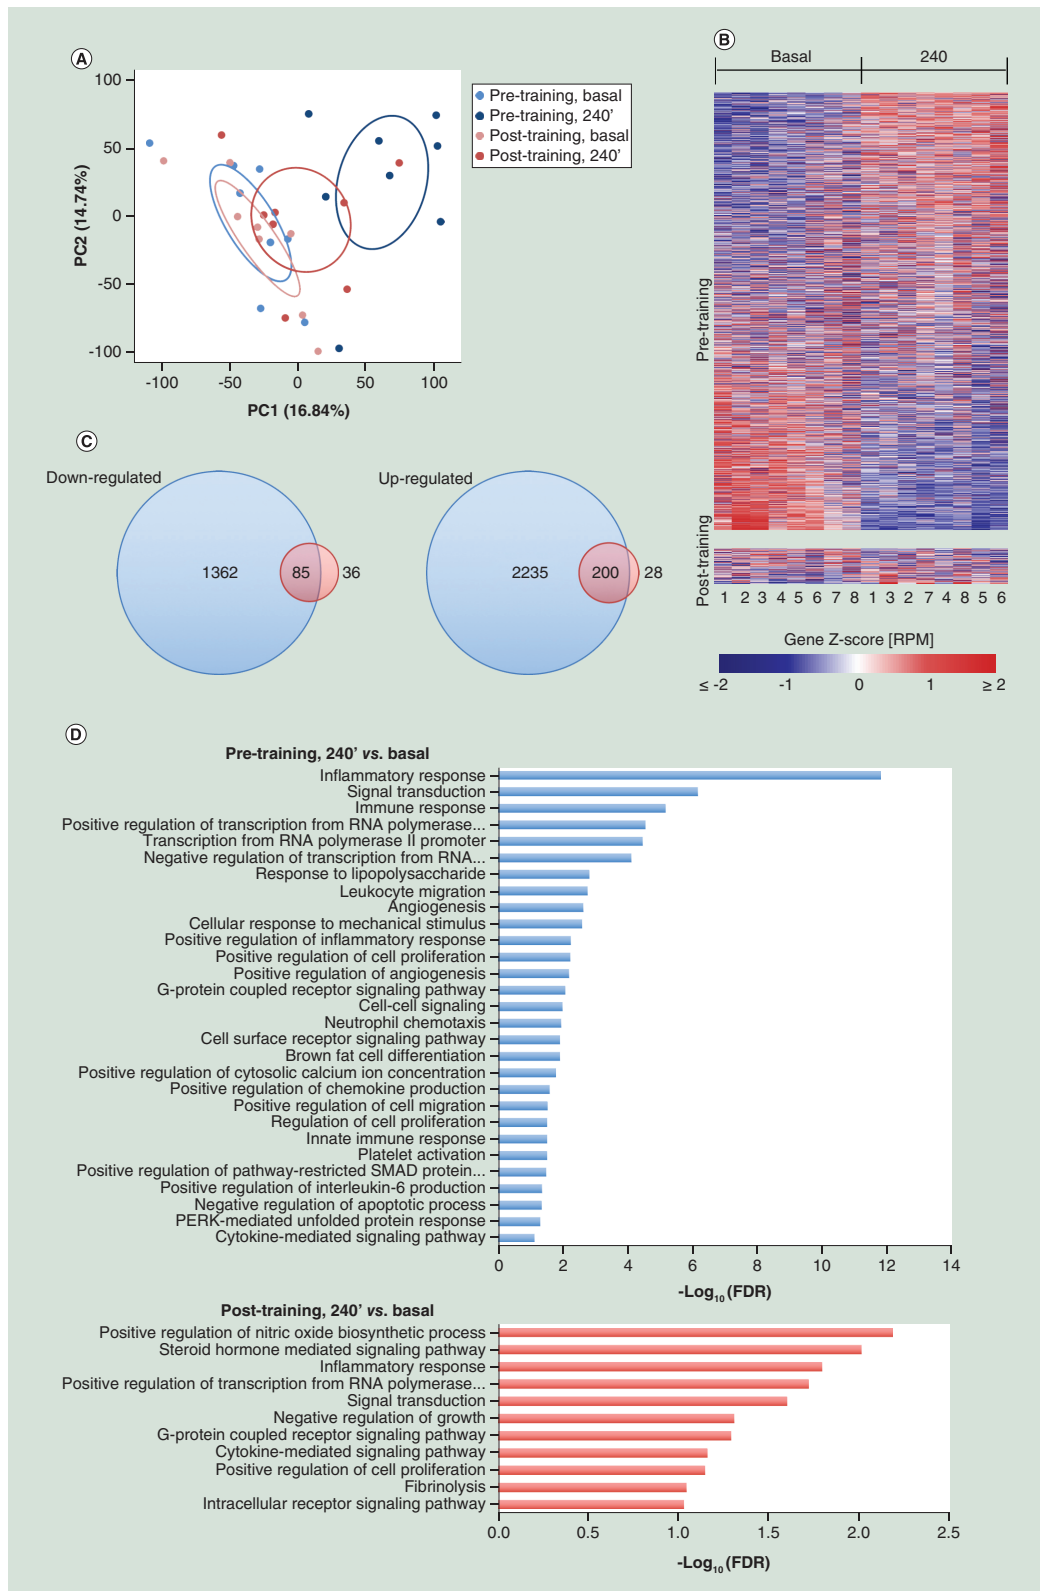 A
100
50
0
-50
-100
PC2 (14.74%)
-100 -50 0 50 100
PC1 (16.84%)
Pre-training, basal
Pre-training, 240’
Post-training, basal
Post-training, 240’
B
Basal 240
Pre-training
Post-training
1 2 3 4 5 6 7 8 1 3 2 7 4 8 5 6
Gene Z-score [RPM]
≤ -2 -1 0 1 ≥ 2
C
Down-regulated
1362 85 36
Up-regulated
2235 200 28
D
Pre-training, 240’ vs. basal
Inflammatory response
Signal transduction
Immune response
Positive regulation of transcription from RNA polymerase...
Transcription from RNA polymerase II promoter
Negative regulation of transcription from RNA...
Response to lipopolysaccharide
Leukocyte migration
Angiogenesis
Cellular response to mechanical stimulus
Positive regulation of inflammatory response
Positive regulation of cell proliferation
Positive regulation of angiogenesis
G-protein coupled receptor signaling pathway
Cell-cell signaling
Neutrophil chemotaxis
Cell surface receptor signaling pathway
Brown fat cell differentiation
Positive regulation of cytosolic calcium ion concentration
Positive regulation of chemokine production
Positive regulation of cell migration
Regulation of cell proliferation
Innate immune response
Platelet activation
Positive regulation of pathway-restricted SMAD protein...
Positive regulation of interleukin-6 production
Negative regulation of apoptotic process
PERK-mediated unfolded protein response
Cytokine-mediated signaling pathway
0 2 4 6 8 10 12 14
-Log10 (FDR)
Post-training, 240’ vs. basal
Positive regulation of nitric oxide biosynthetic process
Steroid hormone mediated signaling pathway
Inflammatory response
Positive regulation of transcription from RNA polymerase...
Signal transduction
Negative regulation of growth
G-protein coupled receptor signaling pathway
Cytokine-mediated signaling pathway
Positive regulation of cell proliferation
Fibrinolysis
Intracellular receptor signaling pathway
0.0 0.5 1.0 1.5 2.0 2.5
-Log10 (FDR)